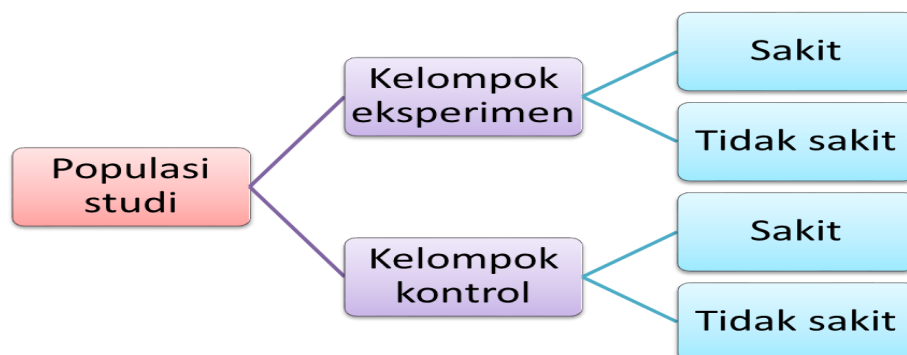 Populasi
studi
Kelompok
eksperimen
Sakit
Tidak sakit
Kelompok
kontrol
Sakit
Tidak sakit